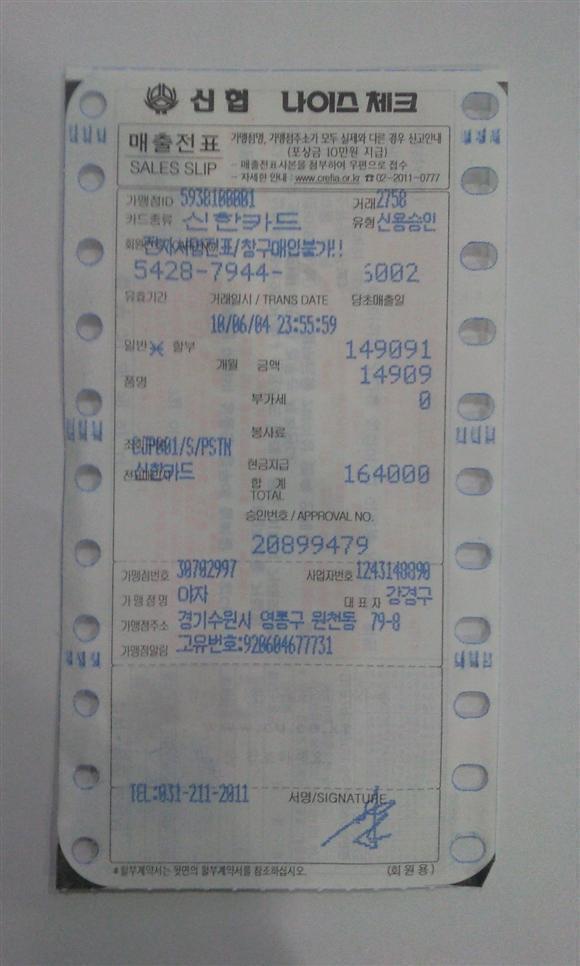 신협 나이스 체크
매출전표 가맹점명, 가맹점주소가 모두 실제와 다른 경우 신고안내
SALES SLIP (포상금 10만원 지급)
- 매출전표사본을 첨부하여 우편으로 접수
- 자세한 안내 : www.crefia.or.kr ☎ 02-2011-0777
가맹점ID 5938100001 거래 2758
카드종류 신한카드 유형 신용승인
전자서명전표/창구매입불가!!
5428-7944- 6002
유효기간 거래일시 / TRANS DATE 당초매출일
10/06/04 23:55:59
일반 할부 149091
개월 금액 14909
품명
부가세 0
봉사료
/S/PSTN
신한카드 현금지급
합 계 164000
TOTAL
승인번호 / APPROVAL NO.
20899479
가맹점번호 30702997 사업자번호 1243148890
가맹점명 야자 대표자 강경구
가맹점주소 경기수원시 영통구 원천동 79-8
가맹점알림 고유번호:920604677731
TEL:031-211-2011 서명/SIGNATURE
* 할부계약서는 뒷면의 할부계약서를 참조하십시오. (회원용)